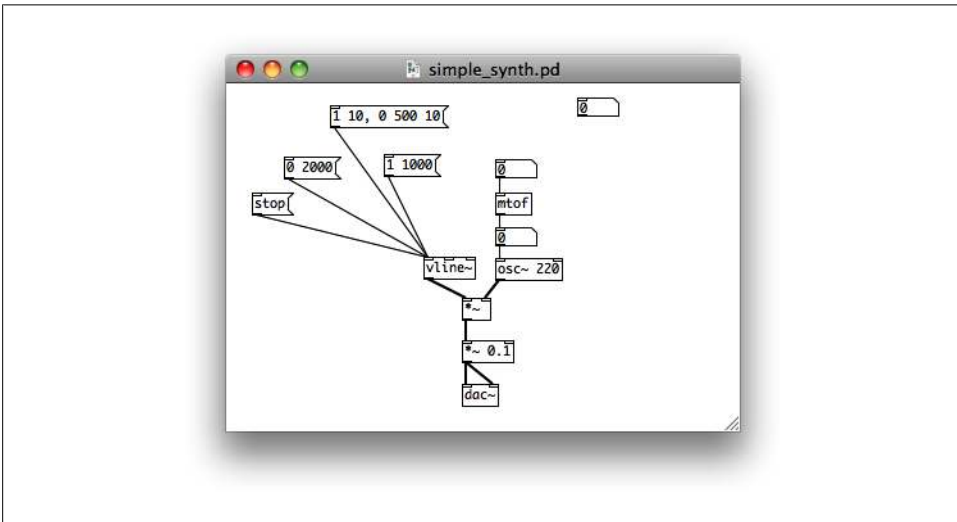 simple_synth.pd
0
1 10, 0 500 10
0 2000
1 1000
0
stop
mtof
0
vline~
osc~ 220
*~
*~ 0.1
dac~